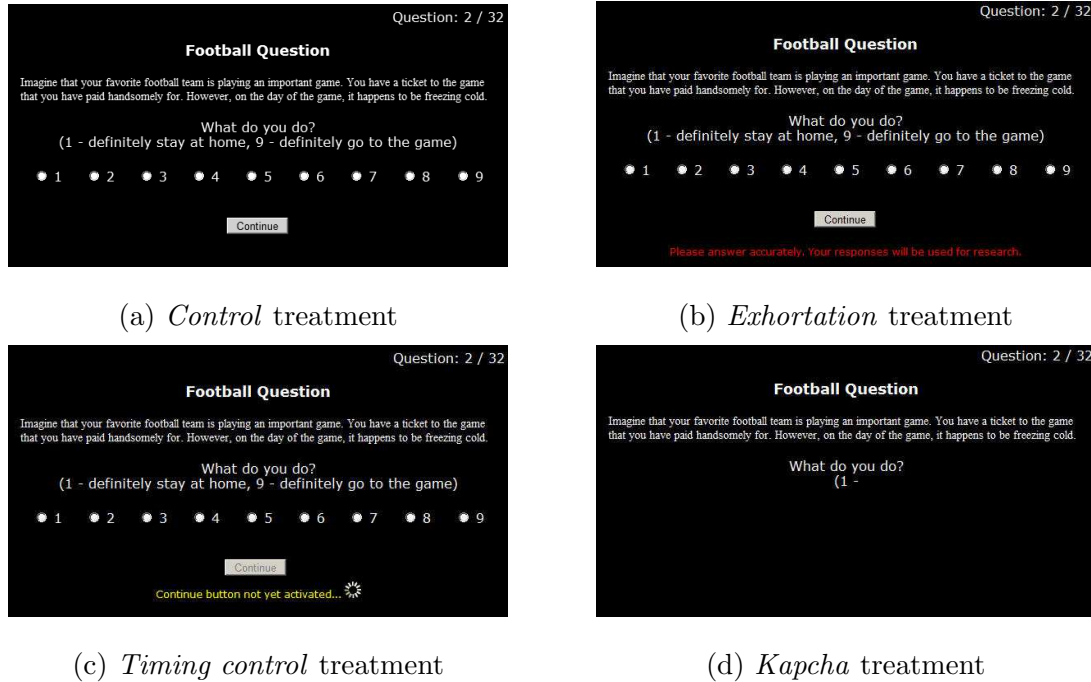 Question: 2 / 32
Football Question
Imagine that your favorite football team is playing an important game. You have a ticket to the game
that you have paid handsomely for. However, on the day of the game, it happens to be freezing cold.
What do you do?
(1 - definitely stay at home, 9 - definitely go to the game)
1 2 3 4 5 6 7 8 9
Continue
(a) Control treatment
Question: 2 / 32
Football Question
Imagine that your favorite football team is playing an important game. You have a ticket to the game
that you have paid handsomely for. However, on the day of the game, it happens to be freezing cold.
What do you do?
(1 - definitely stay at home, 9 - definitely go to the game)
1 2 3 4 5 6 7 8 9
Continue
Please answer accurately. Your responses will be used for research.
(b) Exhortation treatment
Question: 2 / 32
Football Question
Imagine that your favorite football team is playing an important game. You have a ticket to the game
that you have paid handsomely for. However, on the day of the game, it happens to be freezing cold.
What do you do?
(1 - definitely stay at home, 9 - definitely go to the game)
1 2 3 4 5 6 7 8 9
Continue
Continue button not yet activated...
(c) Timing control treatment
Question: 2 / 32
Football Question
Imagine that your favorite football team is playing an important game. You have a ticket to the game
that you have paid handsomely for. However, on the day of the game, it happens to be freezing cold.
What do you do?
(1 -
(d) Kapcha treatment